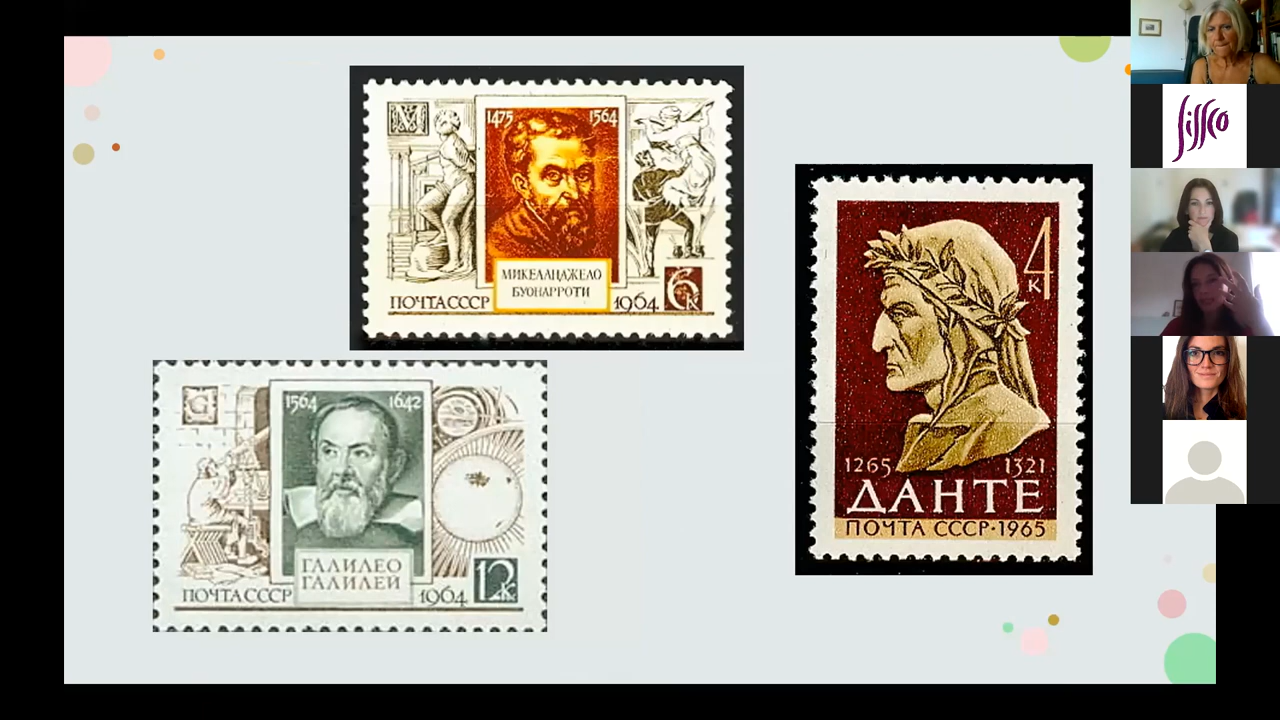 M
1475 1564
МИКЕЛАНДЖЕЛО
БУОНАРРОТИ
ПОЧТА СССР 1964 6К
4К
1265 1321
ДАНТЕ
ПОЧТА СССР·1965
G
1564 1642
ГАЛИЛЕО
ГАЛИЛЕЙ
ПОЧТА СССР 1964 12К